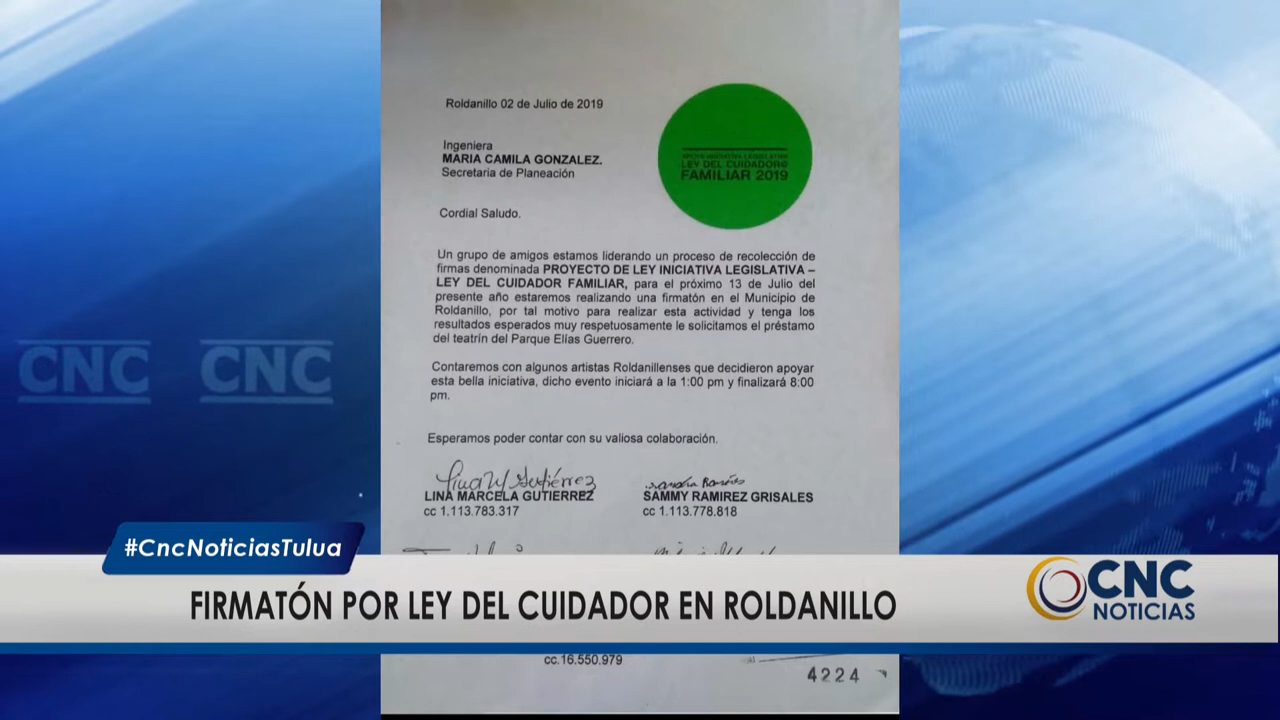 Roldanillo 02 de Julio de 2019
APOYA INICIATIVA LEGISLATIVA
LEY DEL CUIDADOR@
FAMILIAR 2019
Ingeniera
MARIA CAMILA GONZALEZ.
Secretaria de Planeación
Cordial Saludo.
Un grupo de amigos estamos liderando un proceso de recolección de
firmas denominada PROYECTO DE LEY INICIATIVA LEGISLATIVA –
LEY DEL CUIDADOR FAMILIAR, para el próximo 13 de Julio del
presente año estaremos realizando una firmatón en el Municipio de
Roldanillo, por tal motivo para realizar esta actividad y tenga los
resultados esperados muy respetuosamente le solicitamos el préstamo
del teatrín del Parque Elías Guerrero.
Contaremos con algunos artistas Roldanillenses que decidieron apoyar
esta bella iniciativa, dicho evento iniciará a la 1:00 pm y finalizará 8:00
pm.
Esperamos poder contar con su valiosa colaboración.
Lina M Gutiérrez
LINA MARCELA GUTIERREZ
cc 1.113.783.317
SAMMY RAMIREZ GRISALES
cc 1.113.778.818
CNC CNC
#CncNoticiasTulua
FIRMATÓN POR LEY DEL CUIDADOR EN ROLDANILLO
CNC
NOTICIAS
cc.16.550.979
4224